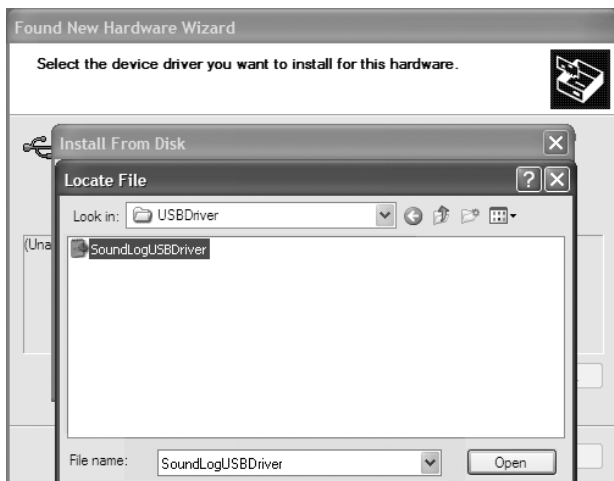 Found New Hardware Wizard
Select the device driver you want to install for this hardware.
Install From Disk
Locate File
Look in: USBDriver
(Una
SoundLogUSBDriver
File name: SoundLogUSBDriver Open